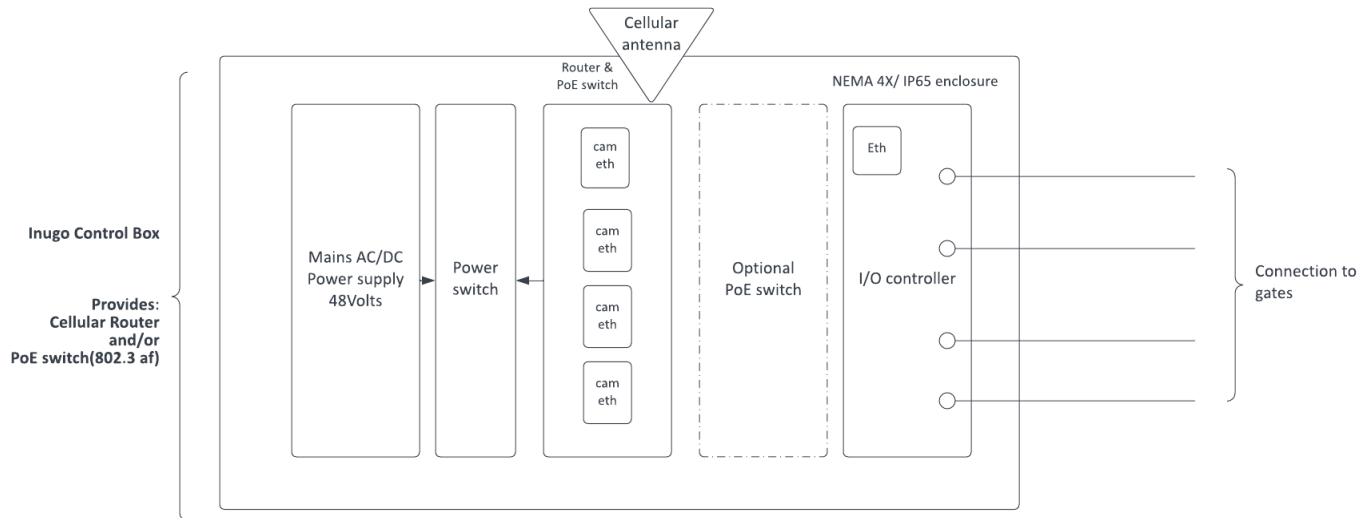 Cellular
antenna
Router &
PoE switch
NEMA 4X/ IP65 enclosure
cam
eth
Eth
cam
eth
Inugo Control Box
Mains AC/DC
Power supply
48Volts
Power
switch
Optional
PoE switch
I/O controller
Connection to
gates
cam
eth
Provides:
Cellular Router
and/or
PoE switch(802.3 af)
cam
eth